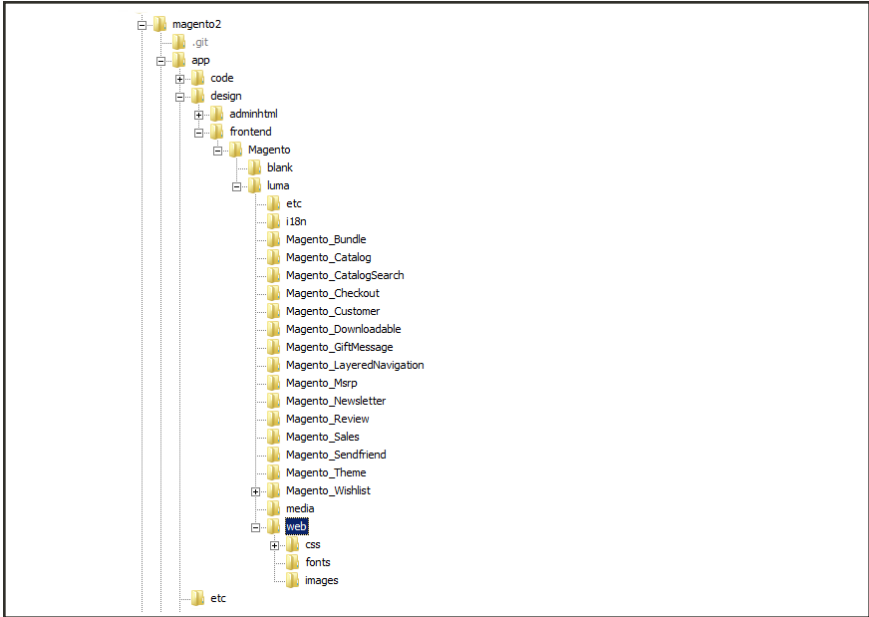 magento2
.git
app
code
design
adminhtml
frontend
Magento
blank
luma
etc
i18n
Magento_Bundle
Magento_Catalog
Magento_CatalogSearch
Magento_Checkout
Magento_Customer
Magento_Downloadable
Magento_GiftMessage
Magento_LayeredNavigation
Magento_Msrp
Magento_Newsletter
Magento_Review
Magento_Sales
Magento_Sendfriend
Magento_Theme
Magento_Wishlist
media
web
css
fonts
images
etc